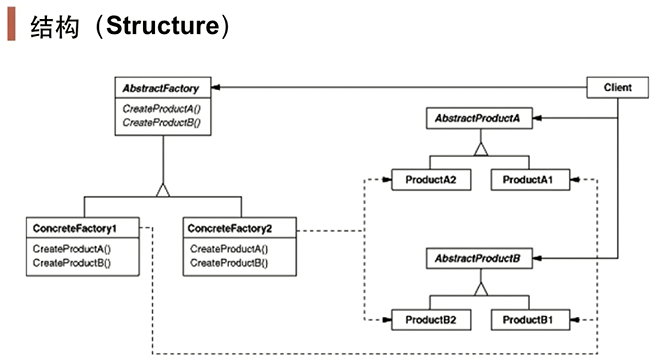 结构（Structure）
AbstractFactory
CreateProductA()
CreateProductB()
Client
AbstractProductA
ProductA2
ProductA1
ConcreteFactory1
CreateProductA()
CreateProductB()
ConcreteFactory2
CreateProductA()
CreateProductB()
AbstractProductB
ProductB2
ProductB1